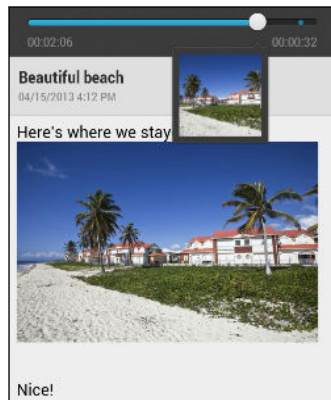 00:02:06 00:00:32
Beautiful beach
04/15/2013 4:12 PM
Here's where we stay
Nice!